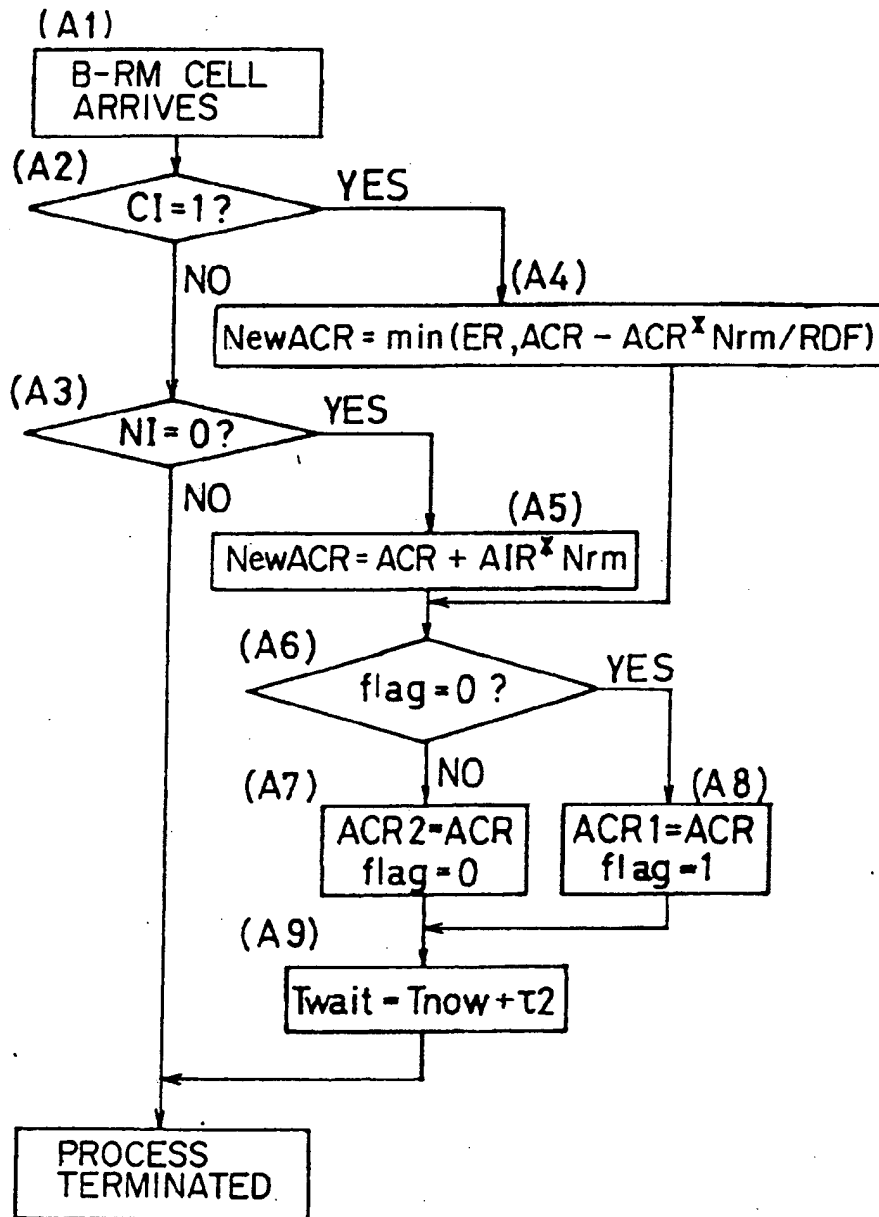 (A1)
B-RM CELL
ARRIVES
(A2)
CI=1?
YES
NO
(A4)
NewACR = min(ER,ACR - ACR* Nrm/RDF)
(A3)
NI=0?
YES
NO
(A5)
NewACR = ACR + AIR* Nrm
(A6)
flag=0?
YES
NO
(A7)
ACR2=ACR
flag=0
(A8)
ACR1=ACR
flag=1
(A9)
Twait = Tnow+τ2
PROCESS
TERMINATED